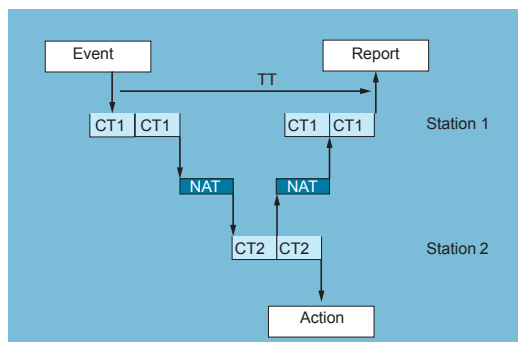 Event
Report
TT
CT1 CT1
CT1 CT1
Station 1
NAT
NAT
CT2 CT2
Station 2
Action